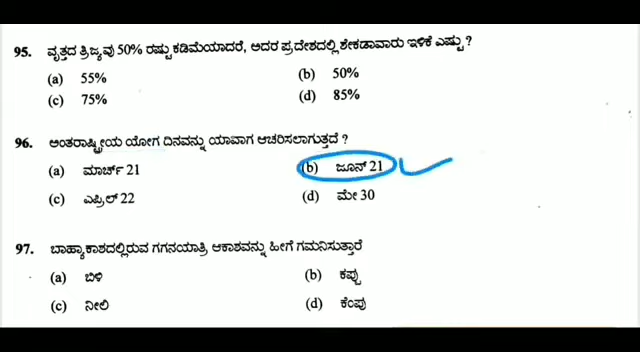 95. ವೃತ್ತದ ತ್ರಿಜ್ಯವು 50% ರಷ್ಟು ಕಡಿಮೆಯಾದರೆ, ಅದರ ಪ್ರದೇಶದಲ್ಲಿ ಶೇಕಡಾವಾರು ಇಳಿಕೆ ಎಷ್ಟು ?
(a) 55% (b) 50%
(c) 75% (d) 85%
96. ಅಂತರಾಷ್ಟ್ರೀಯ ಯೋಗ ದಿನವನ್ನು ಯಾವಾಗ ಆಚರಿಸಲಾಗುತ್ತದೆ ?
(a) ಮಾರ್ಚ್ 21 (b) ಜೂನ್ 21
(c) ಎಪ್ರಿಲ್ 22 (d) ಮೇ 30
97. ಬಾಹ್ಯಾಕಾಶದಲ್ಲಿರುವ ಗಗನಯಾತ್ರಿ ಆಕಾಶವನ್ನು ಹೀಗೆ ಗಮನಿಸುತ್ತಾರೆ
(a) ಬಿಳಿ (b) ಕಪ್ಪು
(c) ನೀಲಿ (d) ಕೆಂಪು